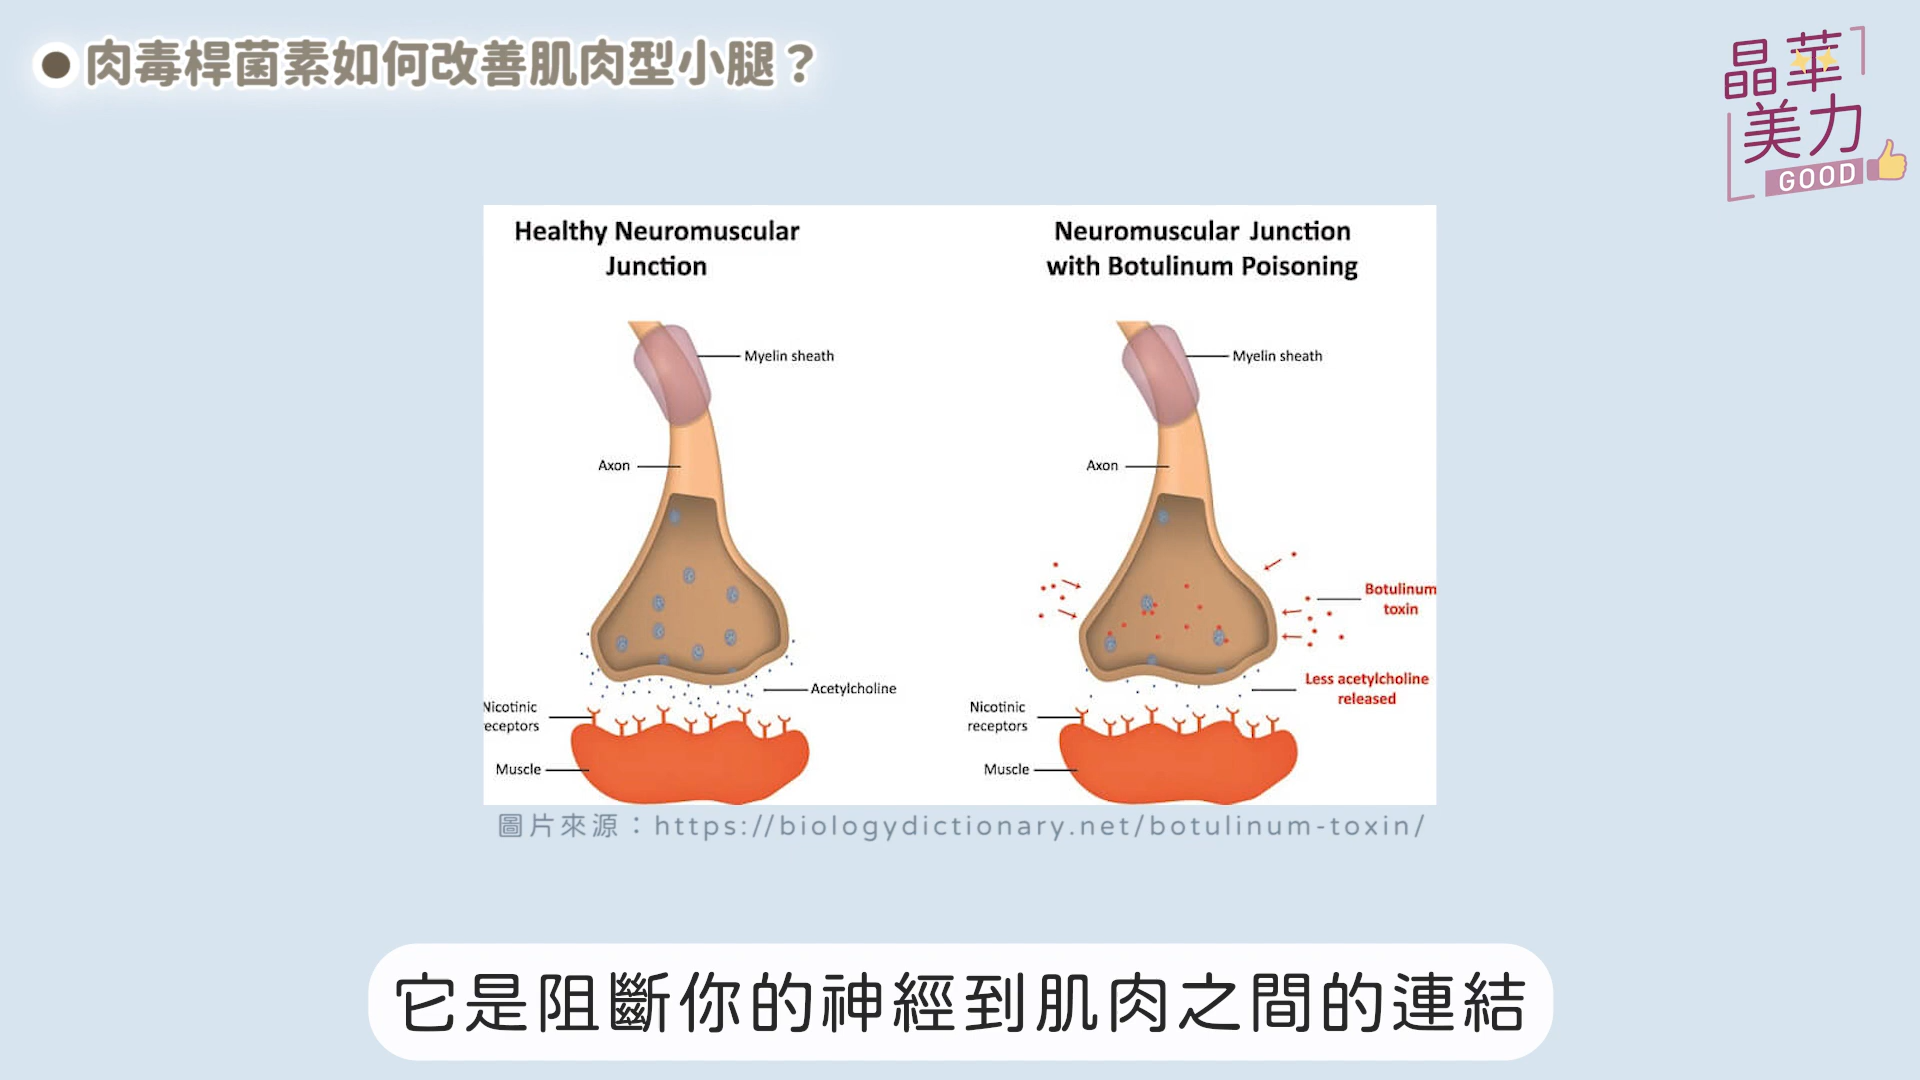 肉毒桿菌素如何改善肌肉型小腿？
晶華
美力
GOOD
Healthy Neuromuscular
Junction
Myelin sheath
Axon
Acetylcholine
Nicotinic
eceptors
Muscle
Neuromuscular Junction
with Botulinum Poisoning
Myelin sheath
Axon
Botulinum
toxin
Less acetylcholine
released
Nicotinic
receptors
Muscle
圖片來源：https://biologydictionary.net/botulinum-toxin/
它是阻斷你的神經到肌肉之間的連結